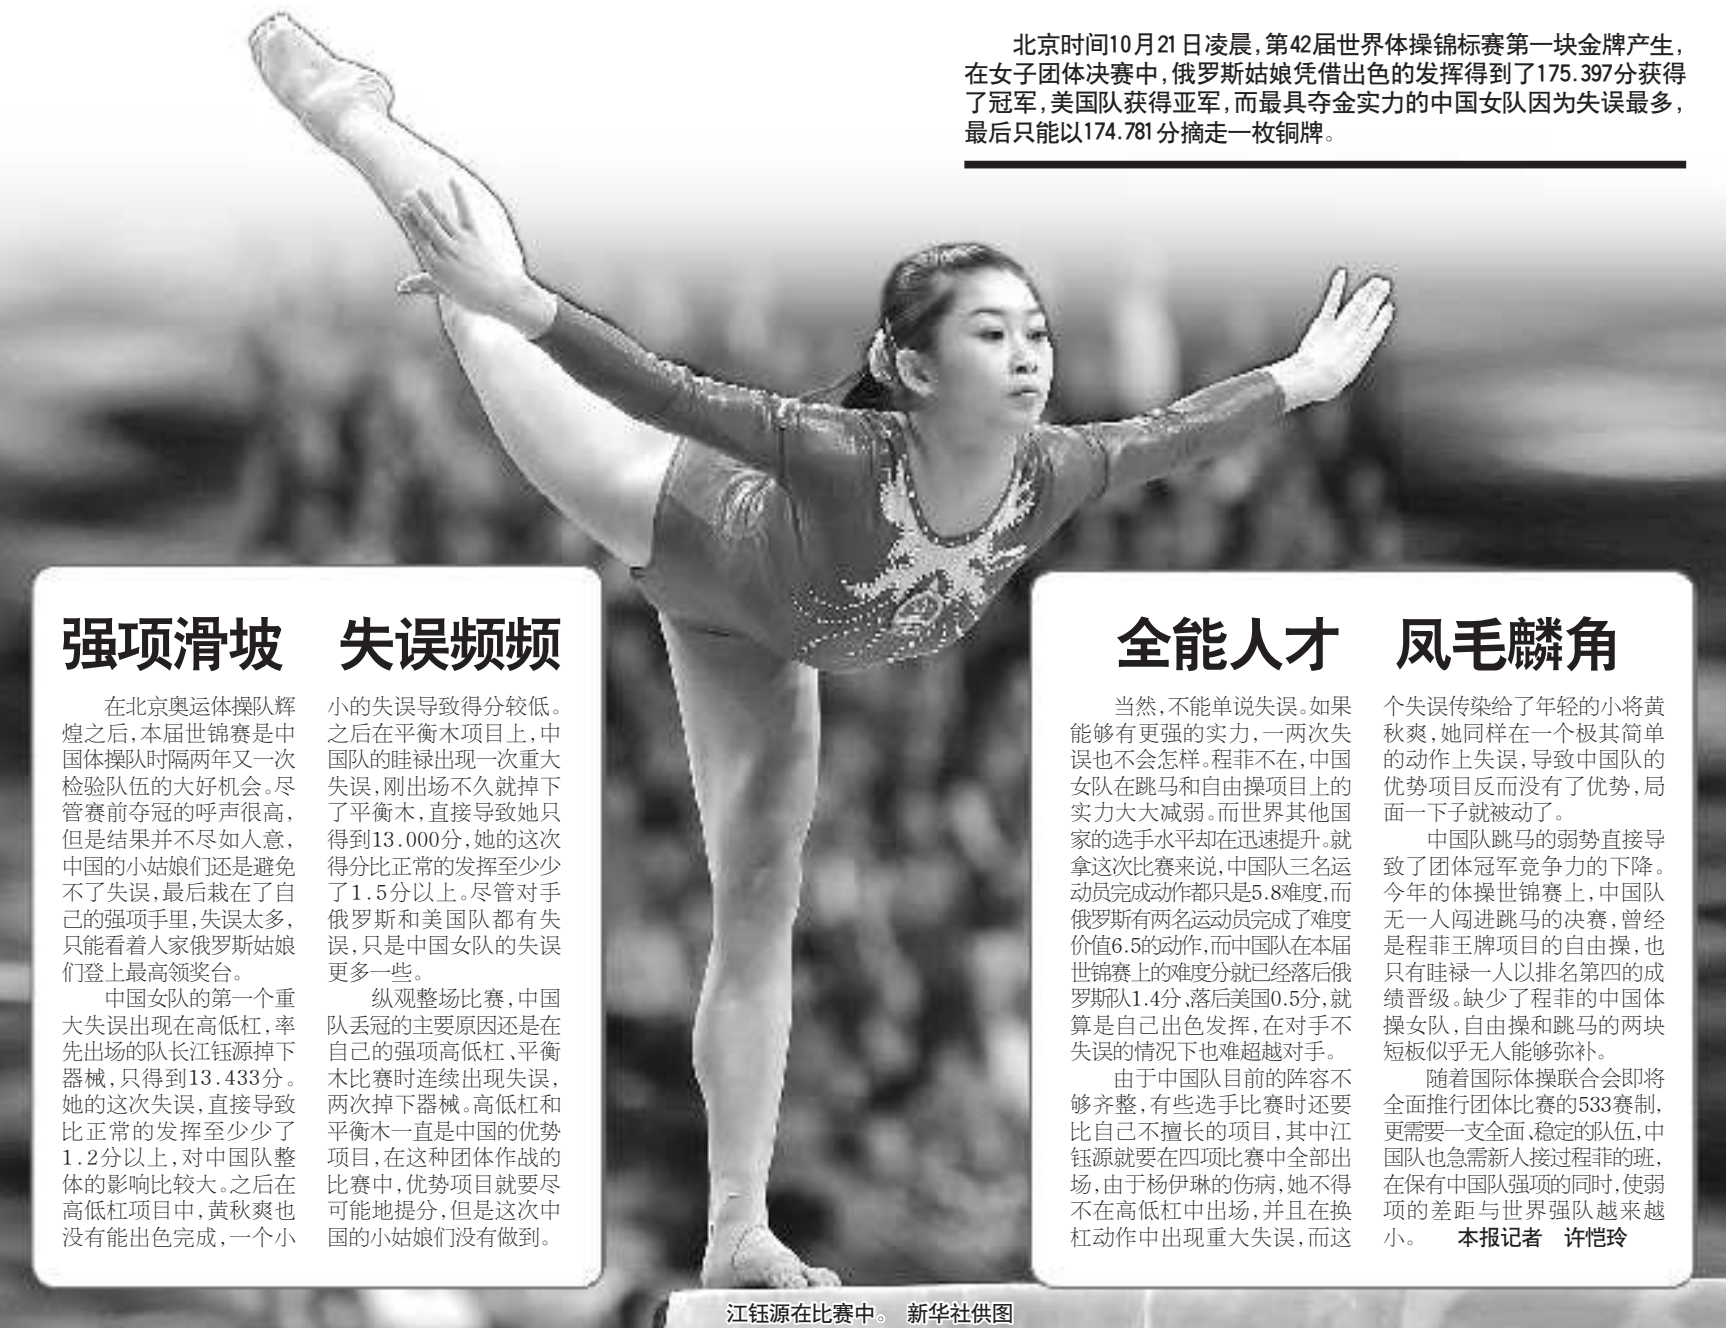 北京时间10月21日凌晨,第42届世界体操锦标赛第一块金牌产生,
在女子团体决赛中,俄罗斯姑娘凭借出色的发挥得到了175.397分获得
了冠军,美国队获得亚军,而最具夺金实力的中国女队因为失误最多,
最后只能以174.781分摘走一枚铜牌。
强项滑坡 失误频频
在北京奥运体操队辉
煌之后,本届世锦赛是中
国体操队时隔两年又一次
检验队伍的大好机会。尽
管赛前夺冠的呼声很高,
但是结果并不尽如人意,
中国的小姑娘们还是避免
不了失误,最后栽在了自
己的强项手里,失误太多,
只能看着人家俄罗斯姑娘
们登上最高领奖台。
中国女队的第一个重
大失误出现在高低杠,率
先出场的队长江钰源掉下
器械,只得到13.433分。
她的这次失误,直接导致
比正常的发挥至少少了
1.2分以上,对中国队整
体的影响比较大。之后在
高低杠项目中,黄秋爽也
没有能出色完成,一个小
小的失误导致得分较低。
之后在平衡木项目上,中
国队的眭禄出现一次重大
失误,刚出场不久就掉下
了平衡木,直接导致她只
得到13.000分,她的这次
得分比正常的发挥至少少
了1.5分以上。尽管对手
俄罗斯和美国队都有失
误,只是中国女队的失误
更多一些。
纵观整场比赛,中国
队丢冠的主要原因还是在
自己的强项高低杠、平衡
木比赛时连续出现失误,
两次掉下器械。高低杠和
平衡木一直是中国的优势
项目,在这种团体作战的
比赛中,优势项目就要尽
可能地提分,但是这次中
国的小姑娘们没有做到。
全能人才 凤毛麟角
当然,不能单说失误。如果
能够有更强的实力,一两次失
误也不会怎样。程菲不在,中国
女队在跳马和自由操项目上的
实力大大减弱。而世界其他国
家的选手水平却在迅速提升。就
拿这次比赛来说,中国队三名运
动员完成动作都只是5.8难度,而
俄罗斯有两名运动员完成了难度
价值6.5的动作,而中国队在本届
世锦赛上的难度分就已经落后俄
罗斯队1.4分、落后美国0.5分,就
算是自己出色发挥,在对手不
失误的情况下也难超越对手。
由于中国队目前的阵容不
够齐整,有些选手比赛时还要
比自己不擅长的项目,其中江
钰源就要在四项比赛中全部出
场,由于杨伊琳的伤病,她不得
不在高低杠中出场,并且在换
杠动作中出现重大失误,而这
个失误传染给了年轻的小将黄
秋爽,她同样在一个极其简单
的动作上失误,导致中国队的
优势项目反而没有了优势,局
面一下子就被动了。
中国队跳马的弱势直接导
致了团体冠军竞争力的下降。
今年的体操世锦赛上,中国队
无一人闯进跳马的决赛,曾经
是程菲王牌项目的自由操,也
只有眭禄一人以排名第四的成
绩晋级。缺少了程菲的中国体
操女队,自由操和跳马的两块
短板似乎无人能够弥补。
随着国际体操联合会即将
全面推行团体比赛的533赛制,
更需要一支全面、稳定的队伍,中
国队也急需新人接过程菲的班,
在保有中国队强项的同时,使弱
项的差距与世界强队越来越
小。 本报记者 许恺玲
江钰源在比赛中。 新华社供图